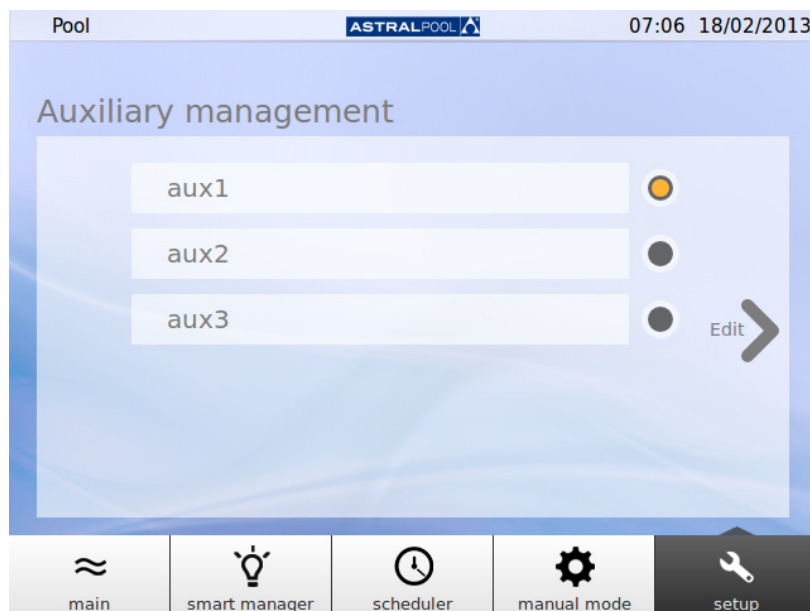 Pool ASTRALPOOL 07:06 18/02/2013
Auxiliary management
aux1
aux2
aux3
Edit
main smart manager scheduler manual mode setup